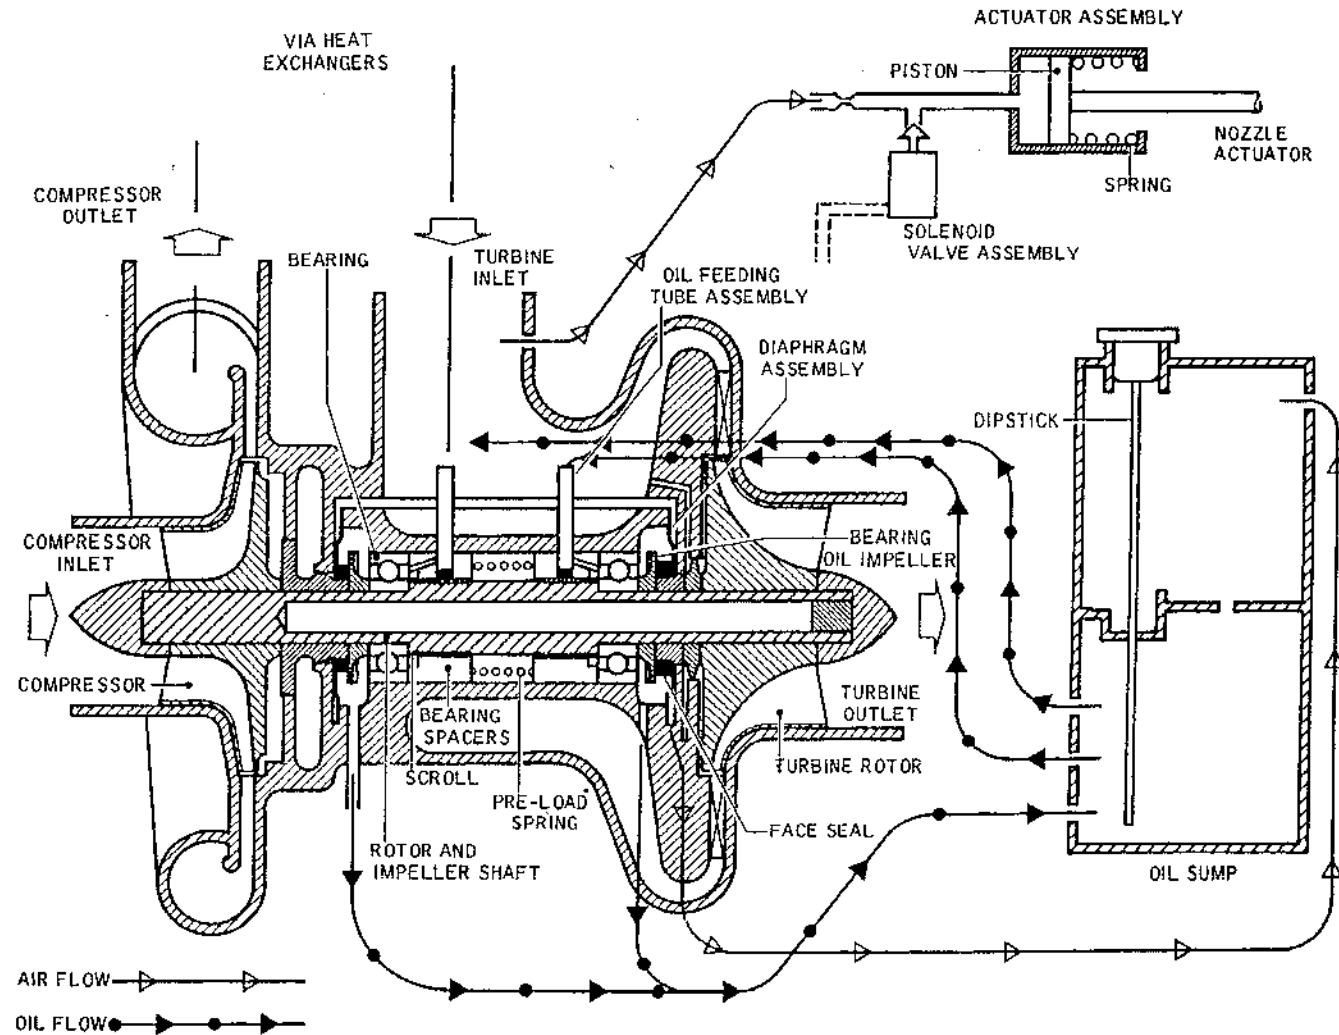 ACTUATOR ASSEMBLY
VIA HEAT
EXCHANGERS
PISTON
NOZZLE
ACTUATOR
SPRING
COMPRESSOR
OUTLET
SOLENOID
VALVE ASSEMBLY
BEARING
TURBINE
INLET
OIL FEEDING
TUBE ASSEMBLY
DIAPHRAGM
ASSEMBLY
DIPSTICK
COMPRESSOR
INLET
BEARING
OIL IMPELLER
COMPRESSOR
BEARING
SPACERS
SCROLL
PRE-LOAD
SPRING
TURBINE
OUTLET
TURBINE ROTOR
FACE SEAL
ROTOR AND
IMPELLER SHAFT
OIL SUMP
AIR FLOW
OIL FLOW